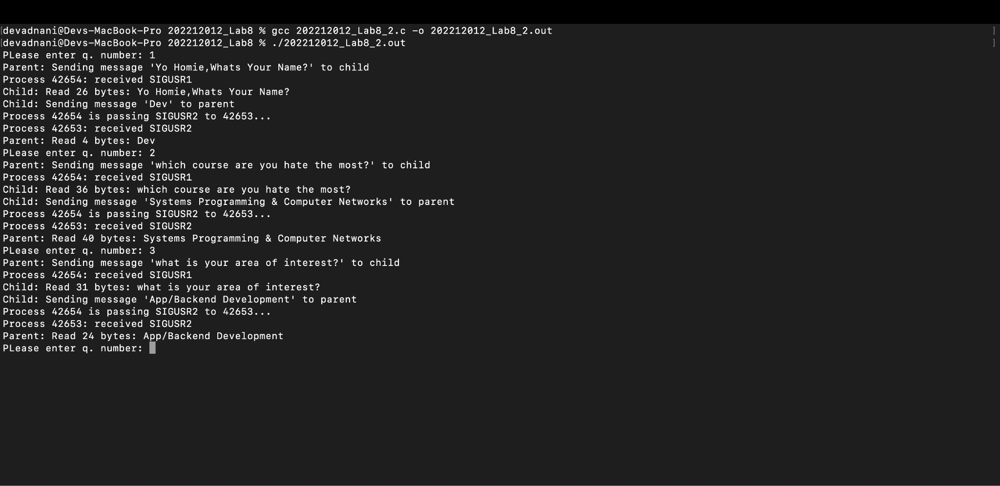 [devadnani@Devs-MacBook-Pro 202212012_Lab8 % gcc 202212012_Lab8_2.c -o 202212012_Lab8_2.out ]
[devadnani@Devs-MacBook-Pro 202212012_Lab8 % ./202212012_Lab8_2.out ]
PLease enter q. number: 1
Parent: Sending message 'Yo Homie,Whats Your Name?' to child
Process 42654: received SIGUSR1
Child: Read 26 bytes: Yo Homie,Whats Your Name?
Child: Sending message 'Dev' to parent
Process 42654 is passing SIGUSR2 to 42653...
Process 42653: received SIGUSR2
Parent: Read 4 bytes: Dev
PLease enter q. number: 2
Parent: Sending message 'which course are you hate the most?' to child
Process 42654: received SIGUSR1
Child: Read 36 bytes: which course are you hate the most?
Child: Sending message 'Systems Programming & Computer Networks' to parent
Process 42654 is passing SIGUSR2 to 42653...
Process 42653: received SIGUSR2
Parent: Read 40 bytes: Systems Programming & Computer Networks
PLease enter q. number: 3
Parent: Sending message 'what is your area of interest?' to child
Process 42654: received SIGUSR1
Child: Read 31 bytes: what is your area of interest?
Child: Sending message 'App/Backend Development' to parent
Process 42654 is passing SIGUSR2 to 42653...
Process 42653: received SIGUSR2
Parent: Read 24 bytes: App/Backend Development
PLease enter q. number: